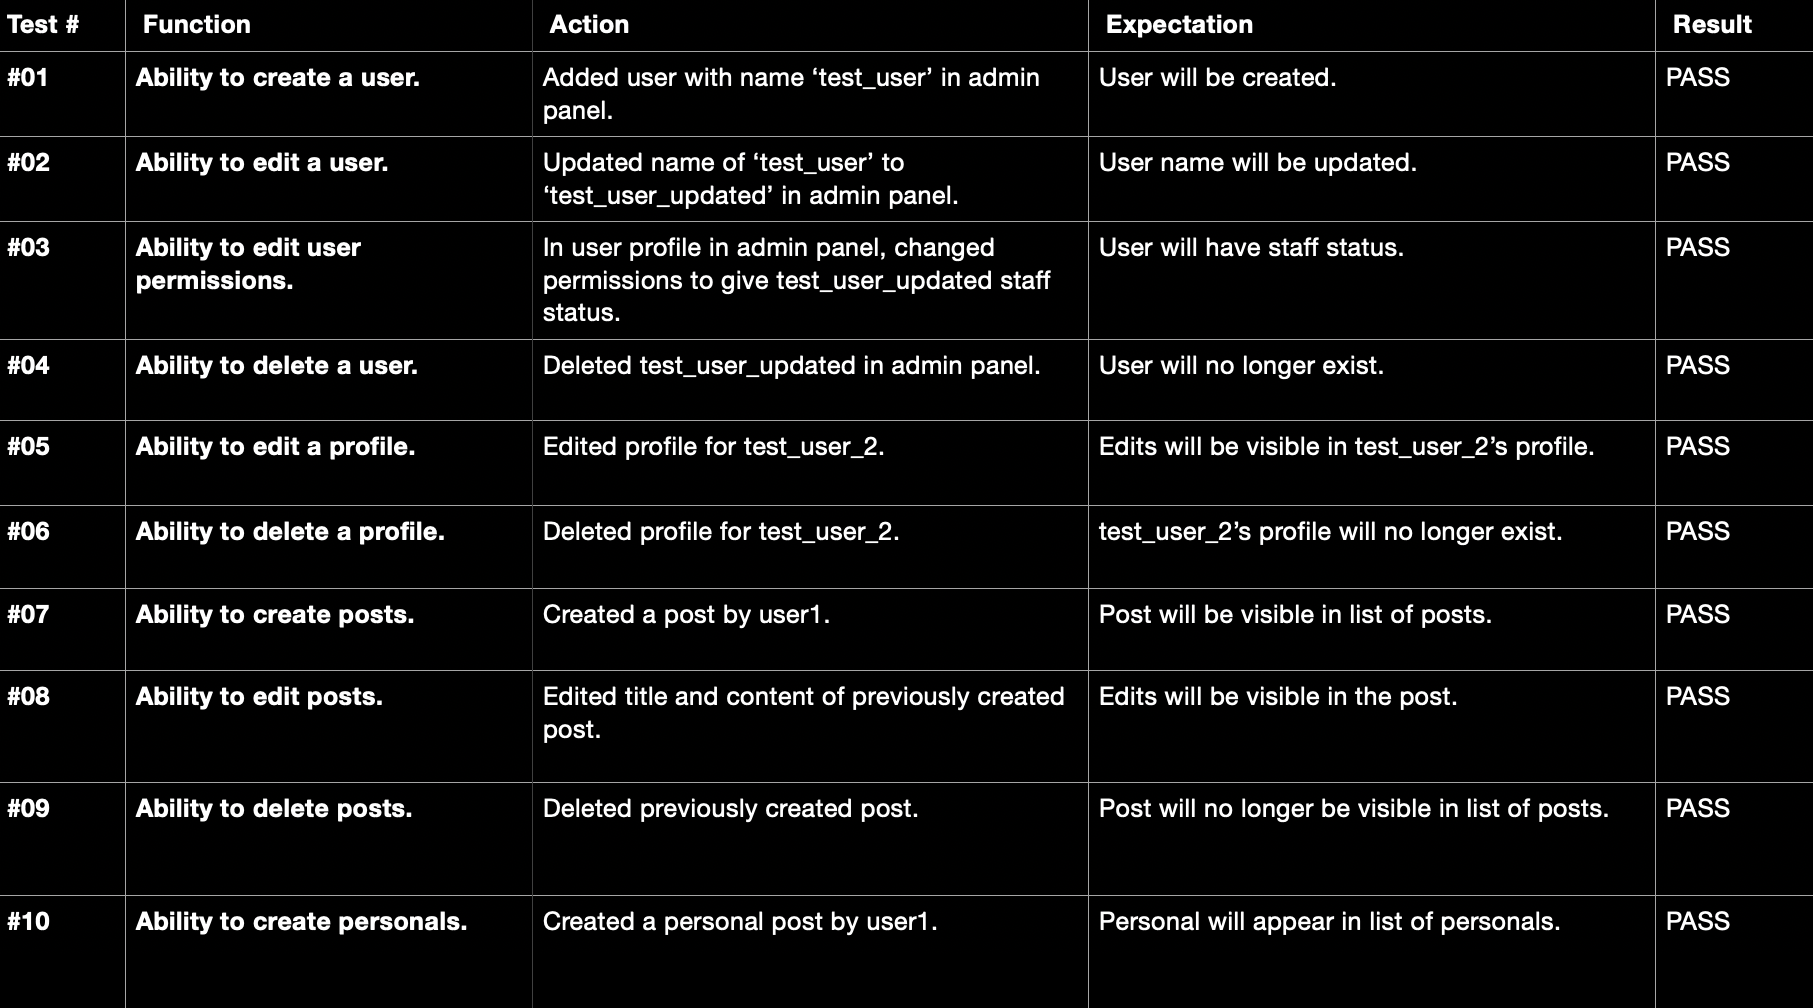 Test # Function Action Expectation Result
#01 Ability to create a user. Added user with name ‘test_user’ in admin User will be created. PASS
panel.
#02 Ability to edit a user. Updated name of ‘test_user’ to User name will be updated. PASS
‘test_user_updated’ in admin panel.
#03 Ability to edit user In user profile in admin panel, changed User will have staff status. PASS
permissions. permissions to give test_user_updated staff
status.
#04 Ability to delete a user. Deleted test_user_updated in admin panel. User will no longer exist. PASS
#05 Ability to edit a profile. Edited profile for test_user_2. Edits will be visible in test_user_2’s profile. PASS
#06 Ability to delete a profile. Deleted profile for test_user_2. test_user_2’s profile will no longer exist. PASS
#07 Ability to create posts. Created a post by user1. Post will be visible in list of posts. PASS
#08 Ability to edit posts. Edited title and content of previously created Edits will be visible in the post. PASS
post.
#09 Ability to delete posts. Deleted previously created post. Post will no longer be visible in list of posts. PASS
#10 Ability to create personals. Created a personal post by user1. Personal will appear in list of personals. PASS